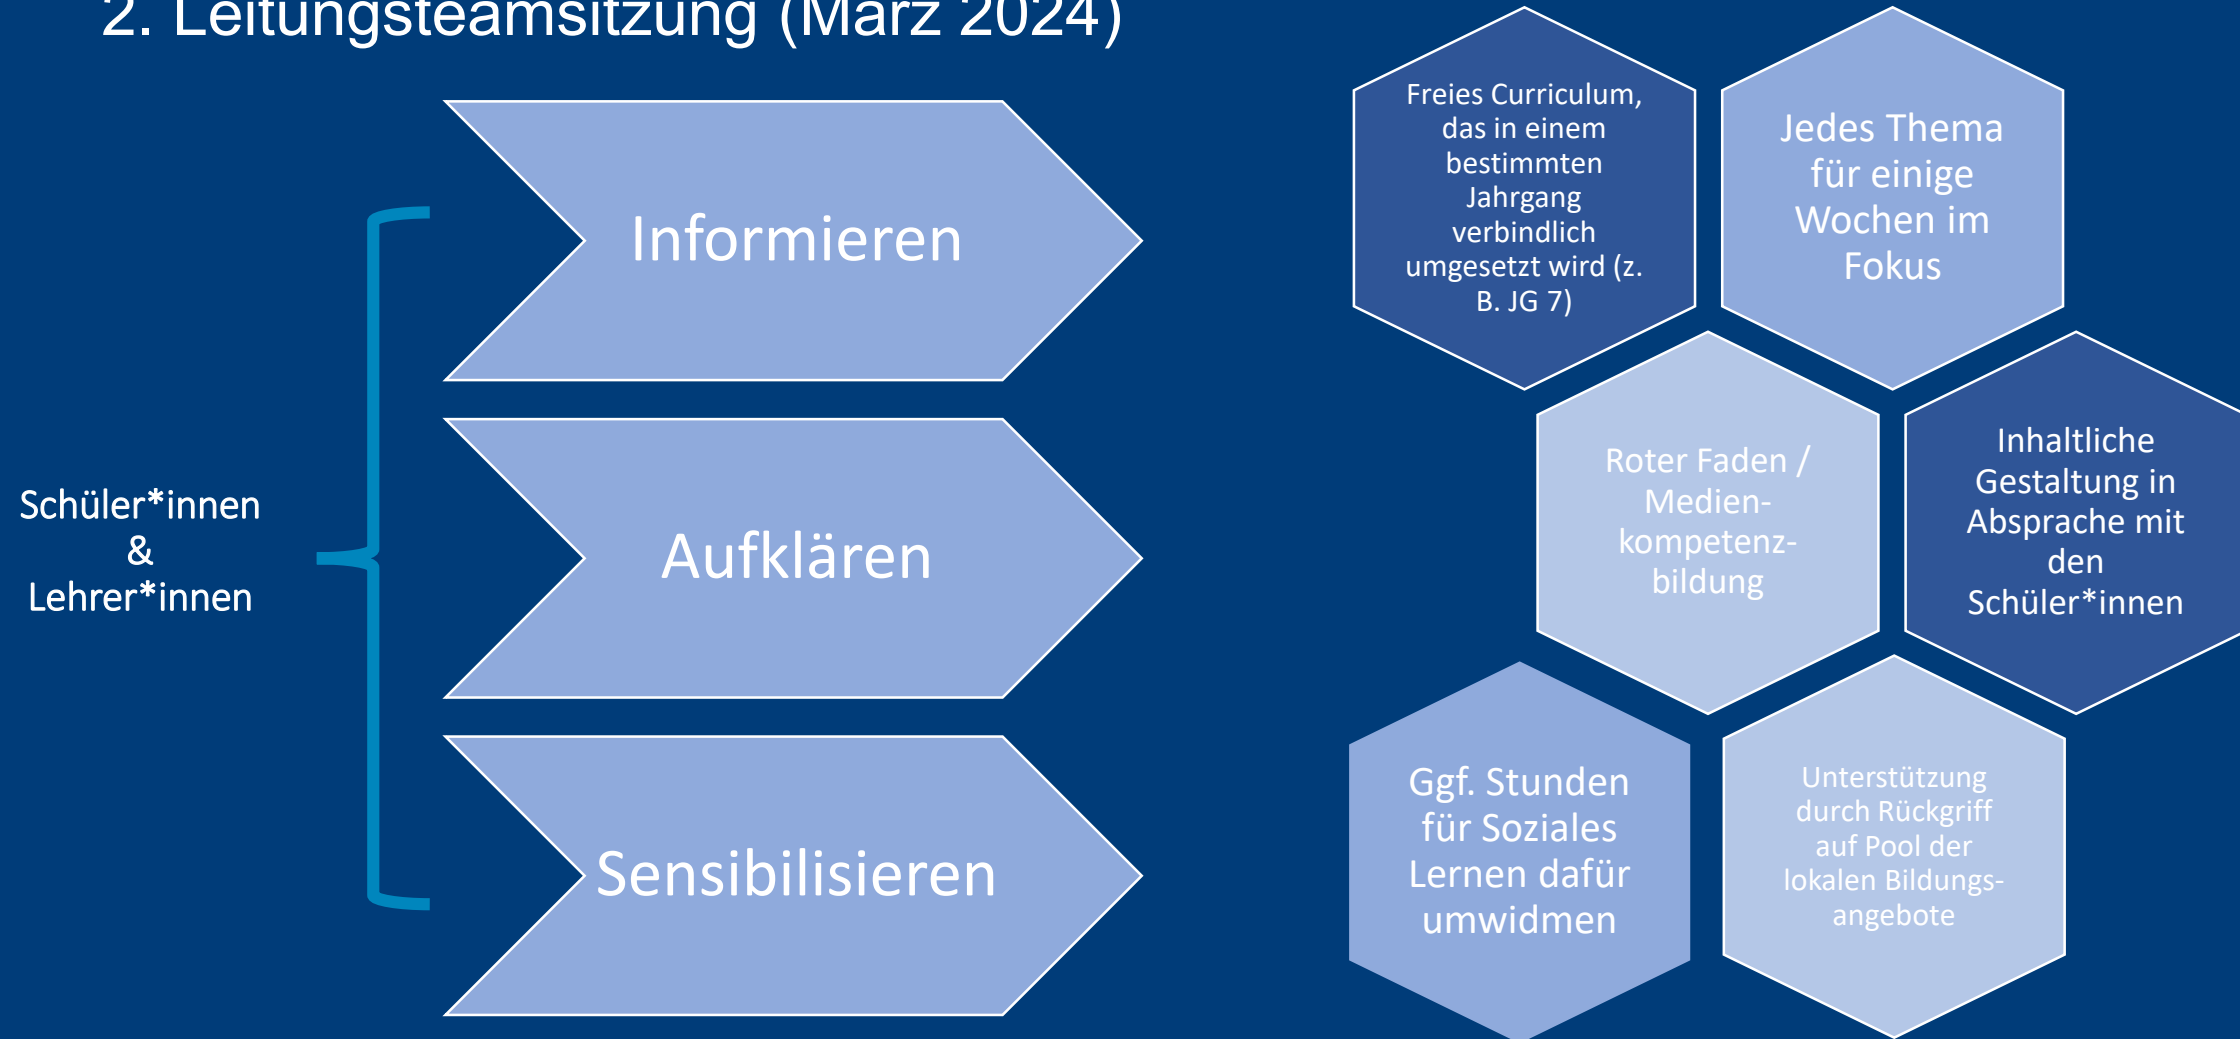 2. Leitungsteamsitzung (März 2024)
Schüler*innen
&
Lehrer*innen
Informieren
Aufklären
Sensibilisieren
Freies Curriculum,
das in einem
bestimmten
Jahrgang
verbindlich
umgesetzt wird (z.
B. JG 7)
Jedes Thema
für einige
Wochen im
Fokus
Roter Faden /
Medien-
kompetenz-
bildung
Inhaltliche
Gestaltung in
Absprache mit
den
Schüler*innen
Ggf. Stunden
für Soziales
Lernen dafür
umwidmen
Unterstützung
durch Rückgriff
auf Pool der
lokalen Bildungs-
angebote